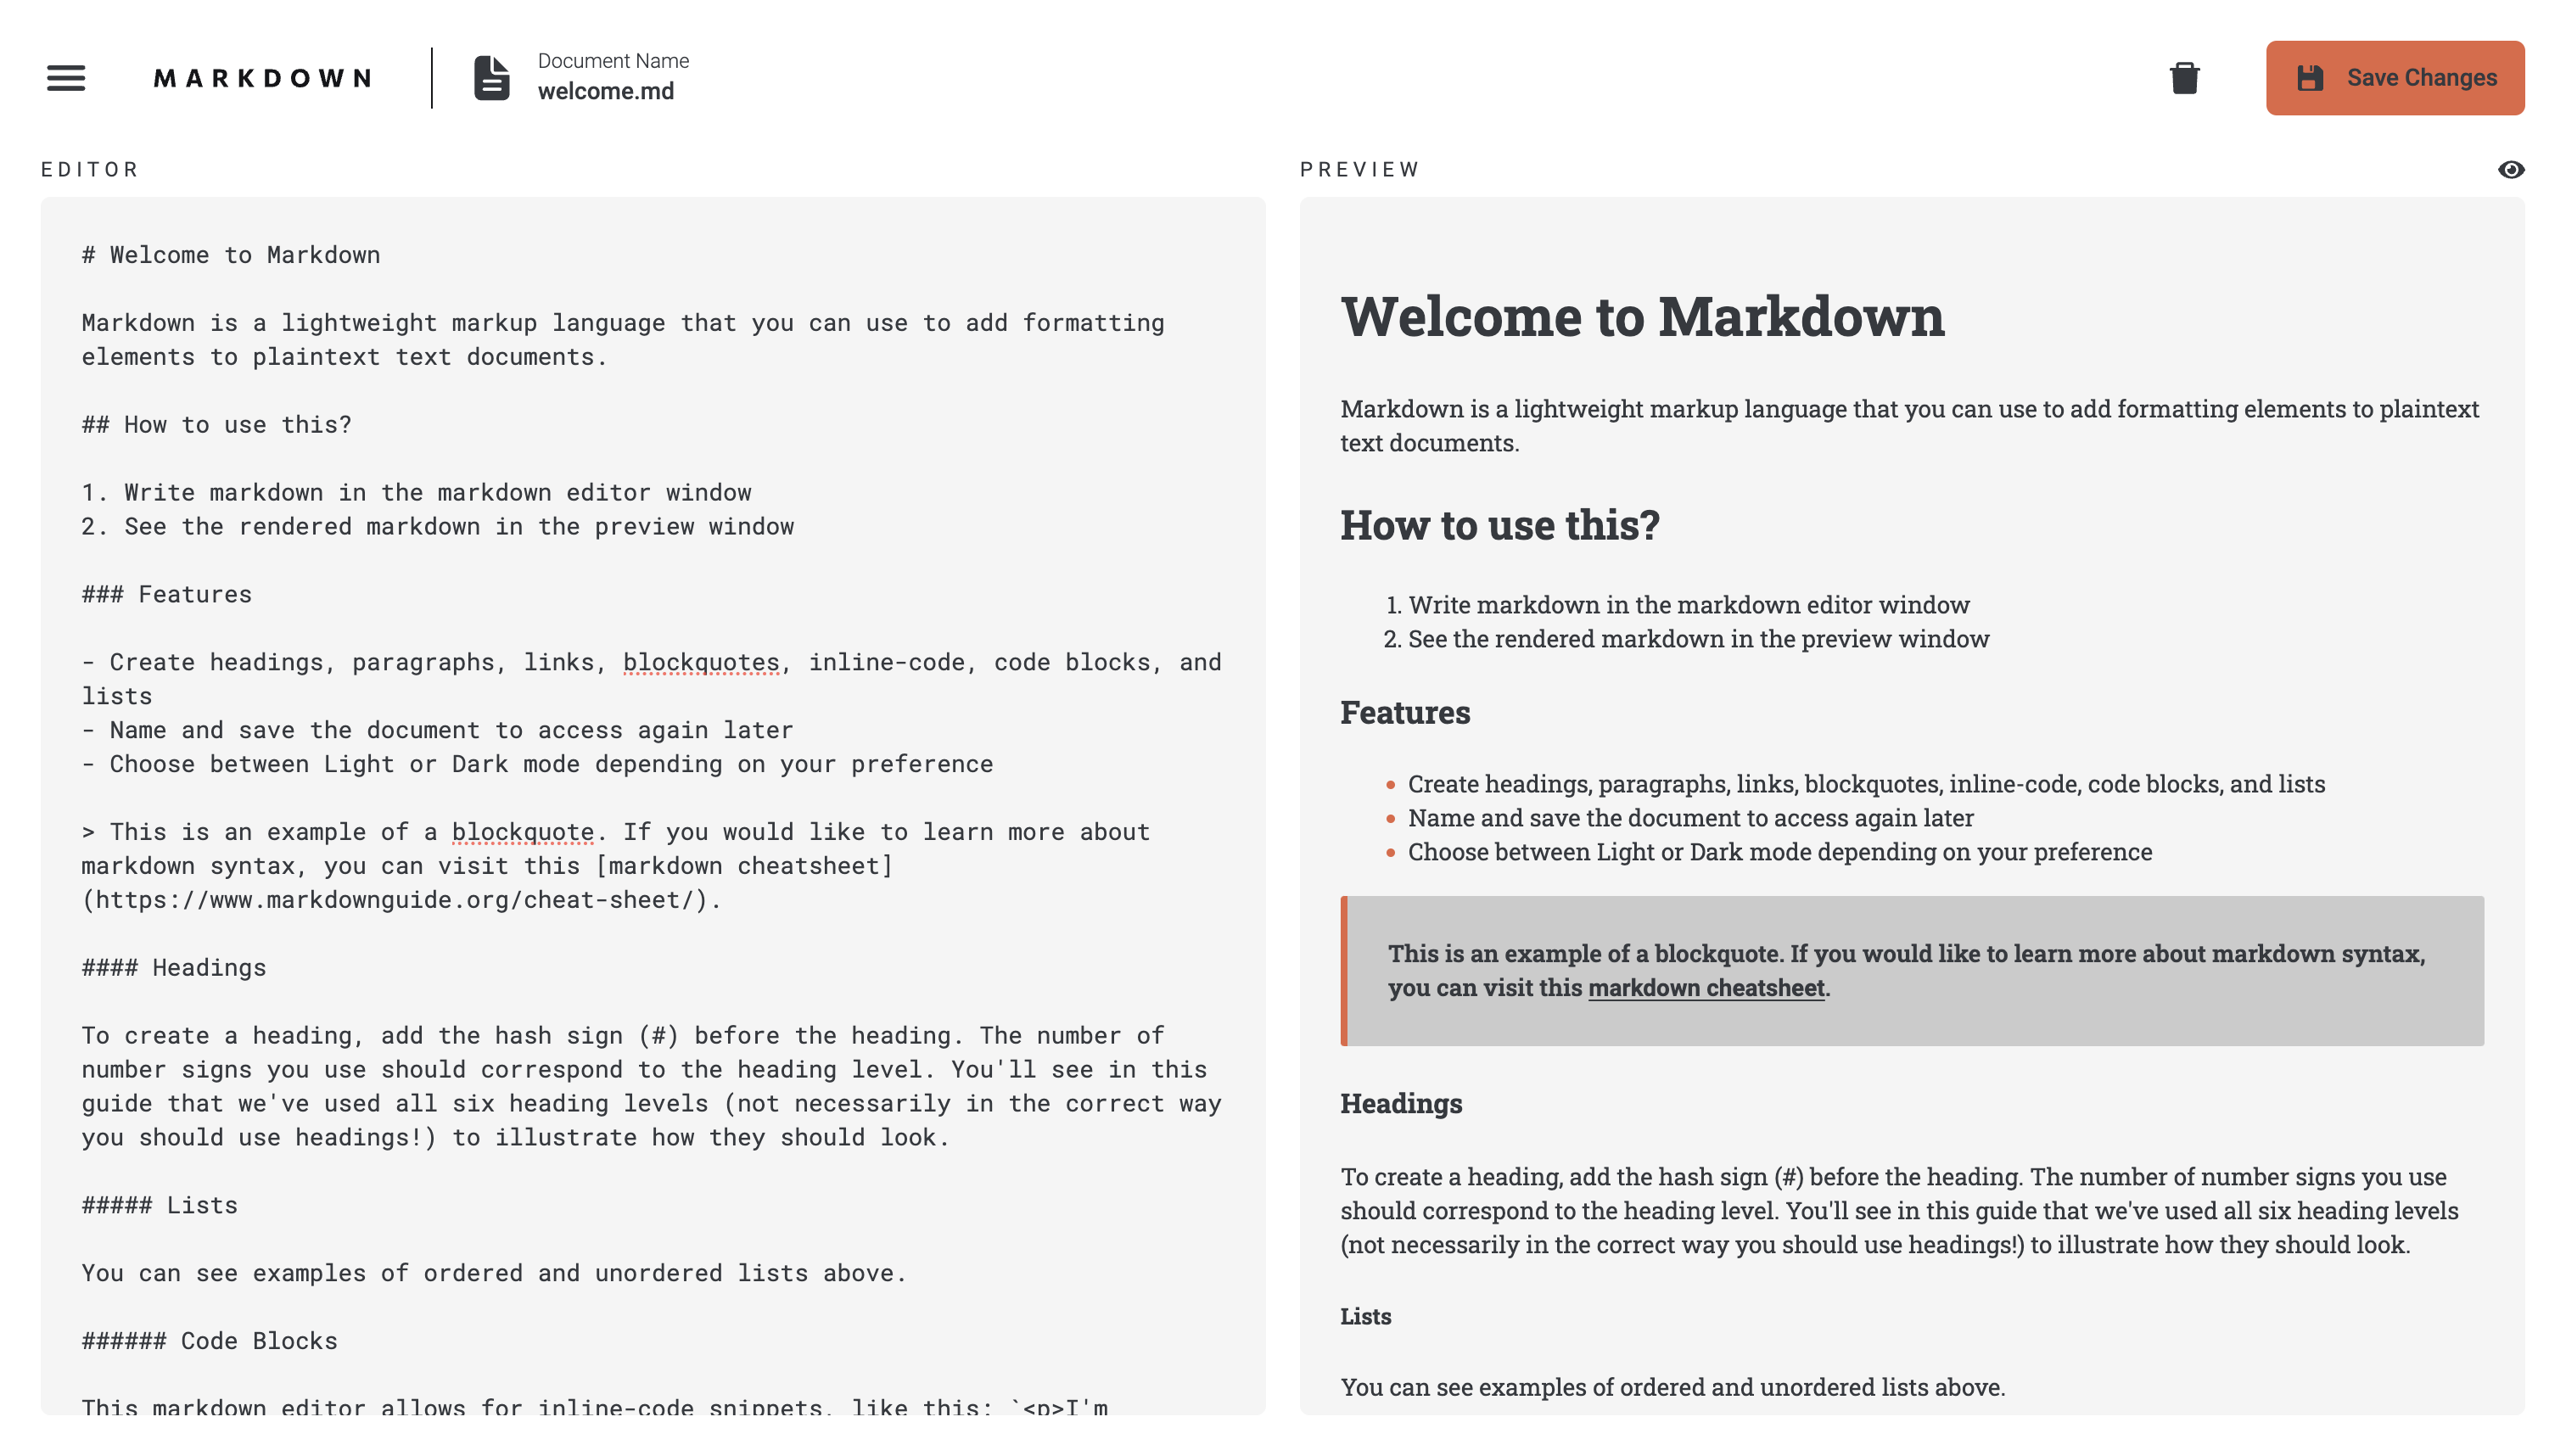 MARKDOWN
Document Name
welcome.md
Save Changes
EDITOR
# Welcome to Markdown
Markdown is a lightweight markup language that you can use to add formatting
elements to plaintext text documents.
## How to use this?
1. Write markdown in the markdown editor window
2. See the rendered markdown in the preview window
### Features
- Create headings, paragraphs, links, blockquotes, inline-code, code blocks, and
lists
- Name and save the document to access again later
- Choose between Light or Dark mode depending on your preference
> This is an example of a blockquote. If you would like to learn more about
markdown syntax, you can visit this [markdown cheatsheet]
(https://www.markdownguide.org/cheat-sheet/).
#### Headings
To create a heading, add the hash sign (#) before the heading. The number of
number signs you use should correspond to the heading level. You'll see in this
guide that we've used all six heading levels (not necessarily in the correct way
you should use headings!) to illustrate how they should look.
##### Lists
You can see examples of ordered and unordered lists above.
###### Code Blocks
This markdown editor allows for inline-code snippets, like this: `<p>I'm
PREVIEW
Welcome to Markdown
Markdown is a lightweight markup language that you can use to add formatting elements to plaintext
text documents.
How to use this?
1. Write markdown in the markdown editor window
2. See the rendered markdown in the preview window
Features
• Create headings, paragraphs, links, blockquotes, inline-code, code blocks, and lists
• Name and save the document to access again later
• Choose between Light or Dark mode depending on your preference
This is an example of a blockquote. If you would like to learn more about markdown syntax,
you can visit this markdown cheatsheet.
Headings
To create a heading, add the hash sign (#) before the heading. The number of number signs you use
should correspond to the heading level. You'll see in this guide that we've used all six heading levels
(not necessarily in the correct way you should use headings!) to illustrate how they should look.
Lists
You can see examples of ordered and unordered lists above.